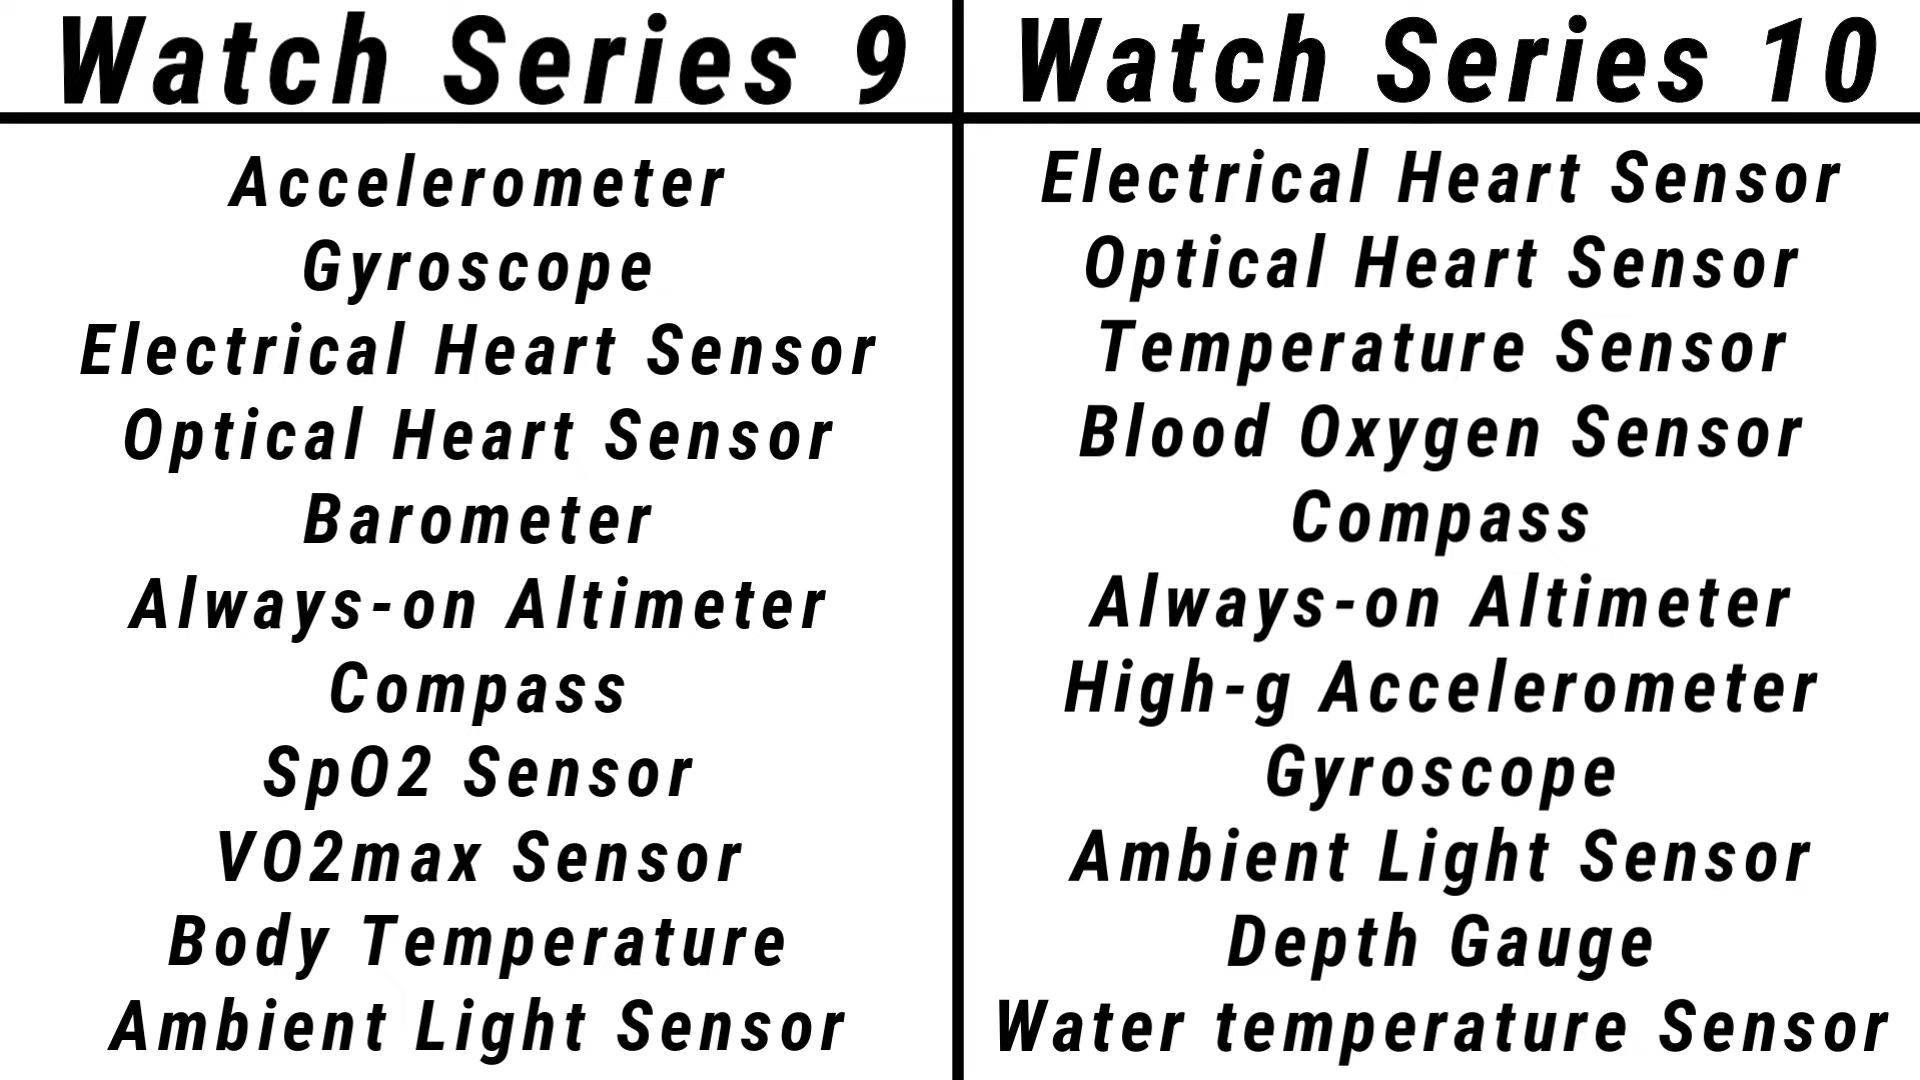 Watch Series 9
Accelerometer
Gyroscope
Electrical Heart Sensor
Optical Heart Sensor
Barometer
Always-on Altimeter
Compass
SpO2 Sensor
VO2max Sensor
Body Temperature
Ambient Light Sensor
Watch Series 10
Electrical Heart Sensor
Optical Heart Sensor
Temperature Sensor
Blood Oxygen Sensor
Compass
Always-on Altimeter
High-g Accelerometer
Gyroscope
Ambient Light Sensor
Depth Gauge
Water temperature Sensor